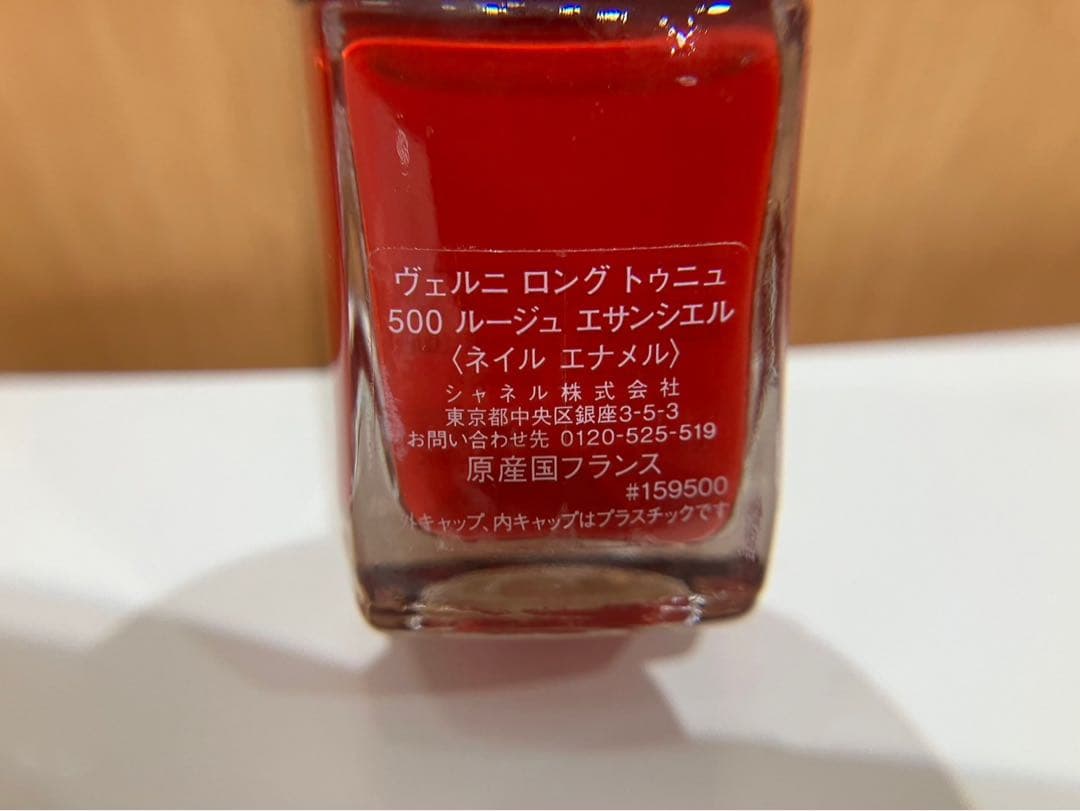 ヴェルニ ロング トゥニュ
500 ルージュ エサンシエル
〈ネイル エナメル〉
シャネル株式会社
東京都中央区銀座3-5-3
お問い合わせ先 0120-525-519
原産国フランス
#159500
外キャップ、内キャップはプラスチックです